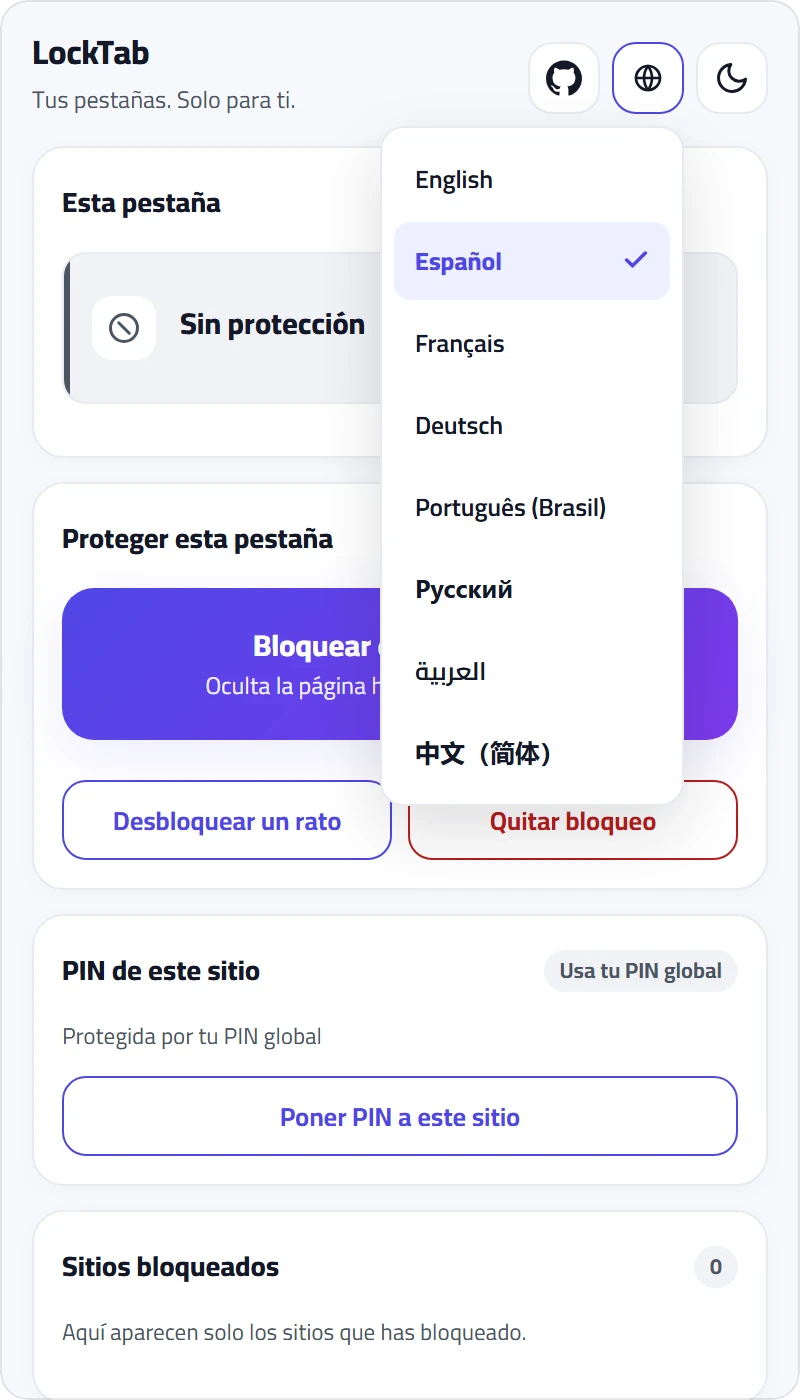 LockTab
Tus pestañas. Solo para ti.
English
Español
Français
Deutsch
Português (Brasil)
Русский
العربية
中文（简体）
Esta pestaña
Sin protección
Proteger esta pestaña
Bloquear
Oculta la página
Desbloquear un rato
Quitar bloqueo
PIN de este sitio
Usa tu PIN global
Protegida por tu PIN global
Poner PIN a este sitio
Sitios bloqueados
0
Aquí aparecen solo los sitios que has bloqueado.